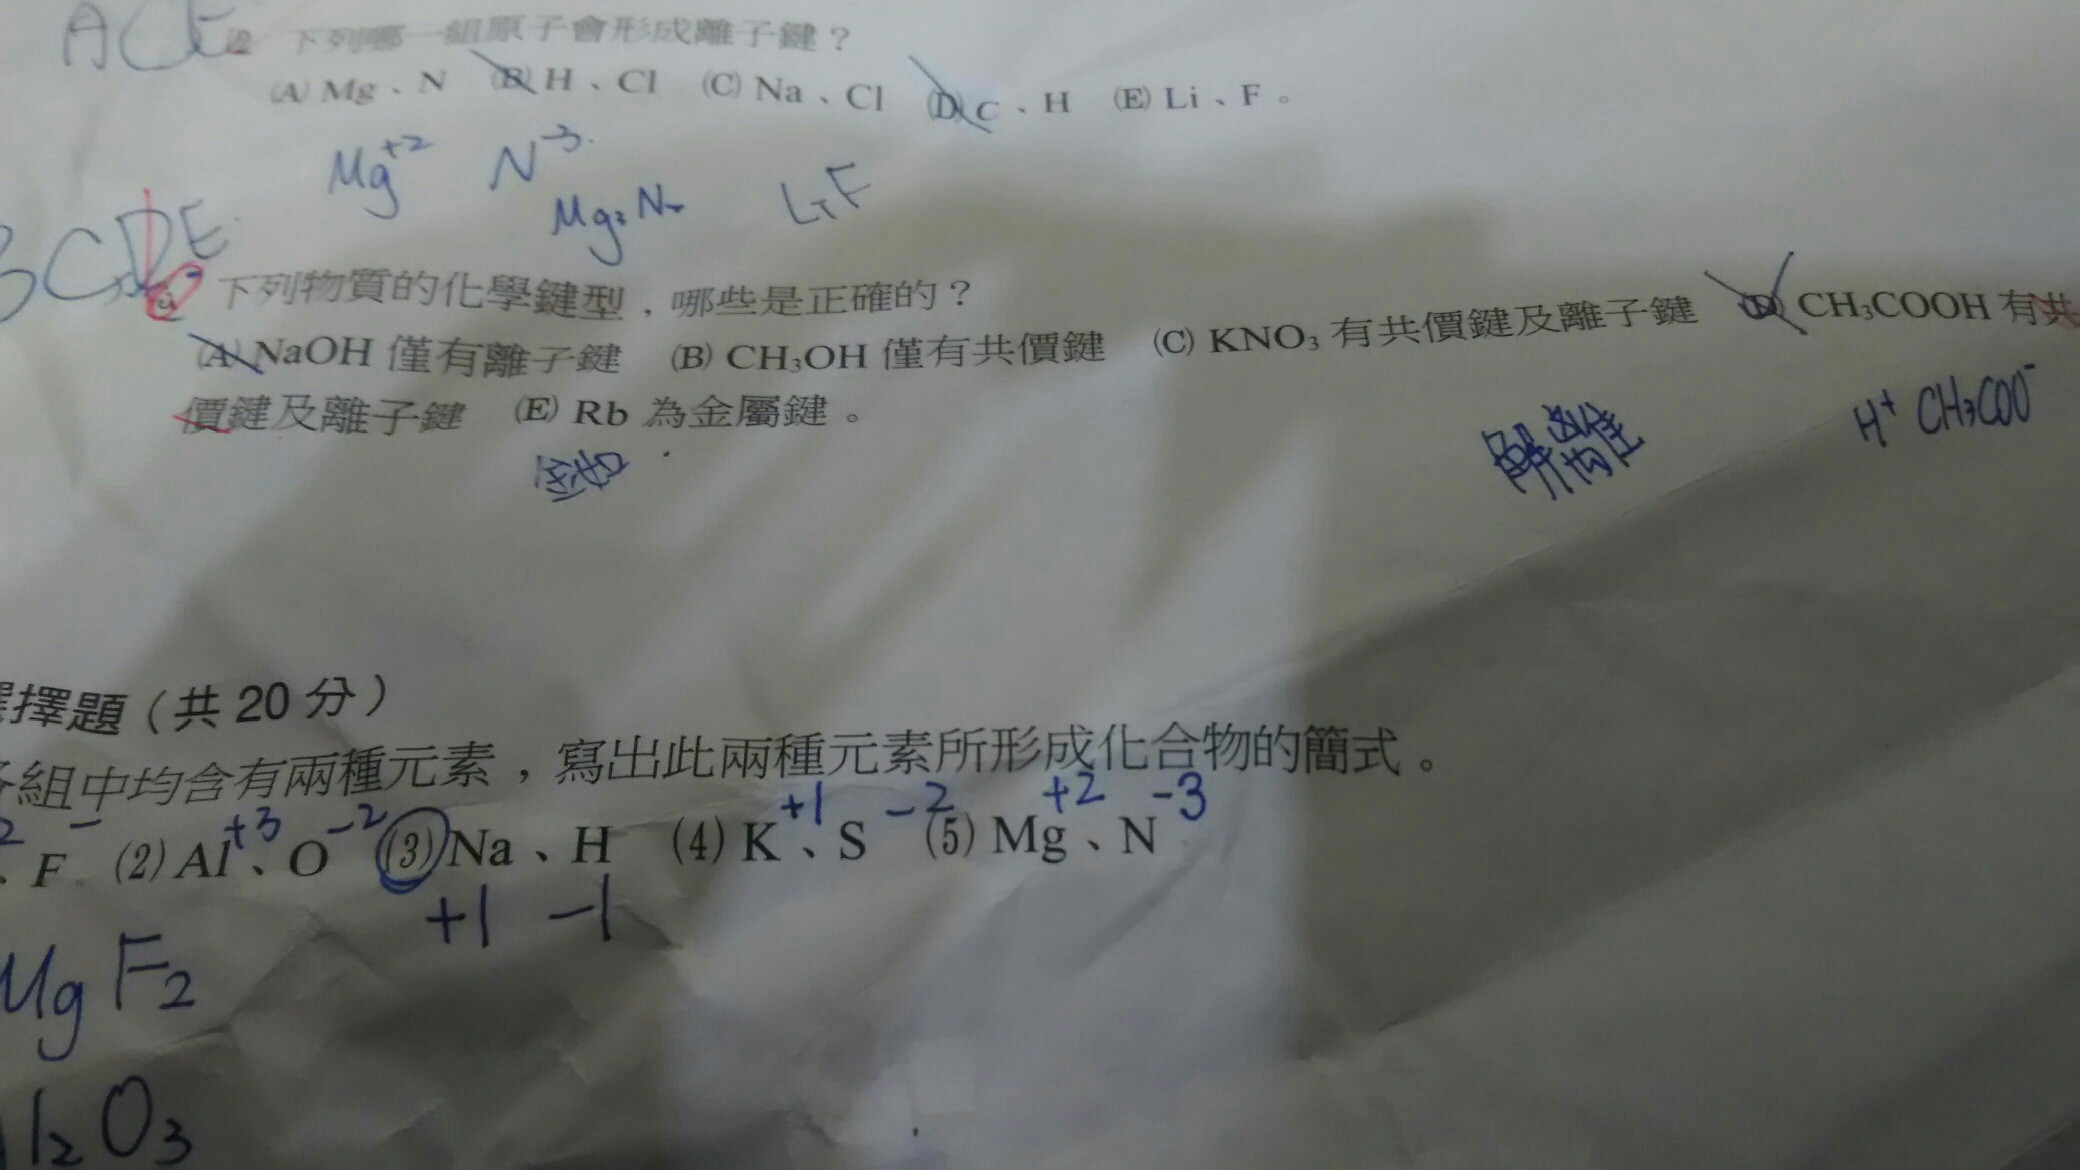 ACE
2 下列哪一組原子會形成離子鍵？
(A) Mg、N (B) H、Cl (C) Na、Cl (D) C、H (E) Li、F。
Mg+2 N-3
Mg3N2 LiF
BCDE
下列物質的化學鍵型，哪些是正確的？
(A) NaOH 僅有離子鍵 (B) CH3OH 僅有共價鍵 (C) KNO3 有共價鍵及離子鍵 (D) CH3COOH 有共
價鍵及離子鍵 (E) Rb 為金屬鍵。
解離 H+ CH3COO-
擇題（共 20 分）
組中均含有兩種元素，寫出此兩種元素所形成化合物的簡式。
2 - +3 -2 +1 -2 +2 -3
、F (2) Al、O (3) Na、H (4) K、S (5) Mg、N
+1 -1
MgF2
l2O3